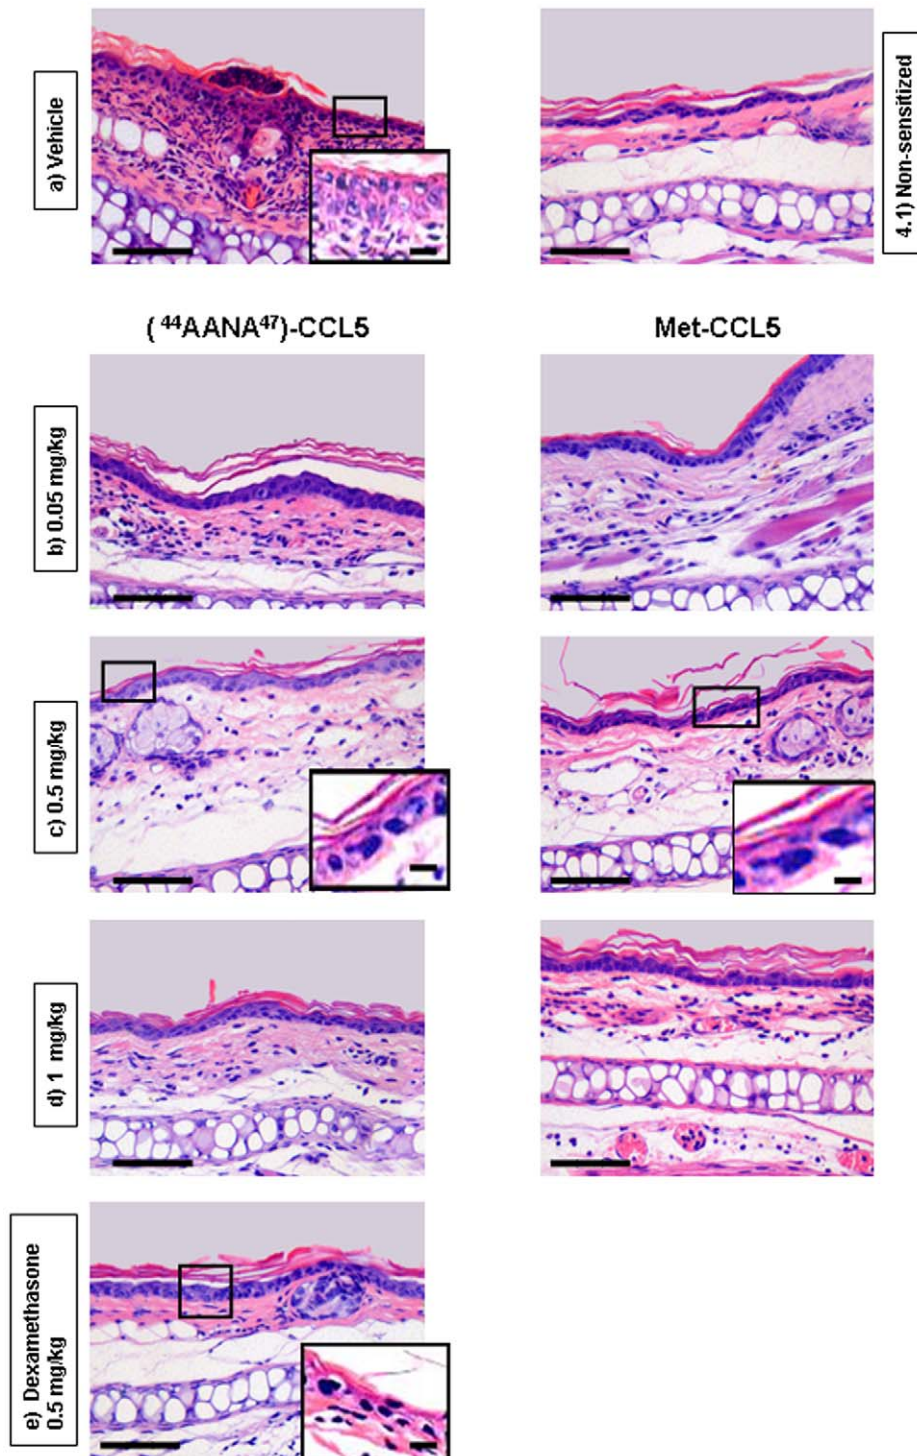 a) Vehicle
4.1) Non-sensitized
(⁴⁴AANA⁴⁷)-CCL5
Met-CCL5
b) 0.05 mg/kg
c) 0.5 mg/kg
d) 1 mg/kg
e) Dexamethasone
0.5 mg/kg